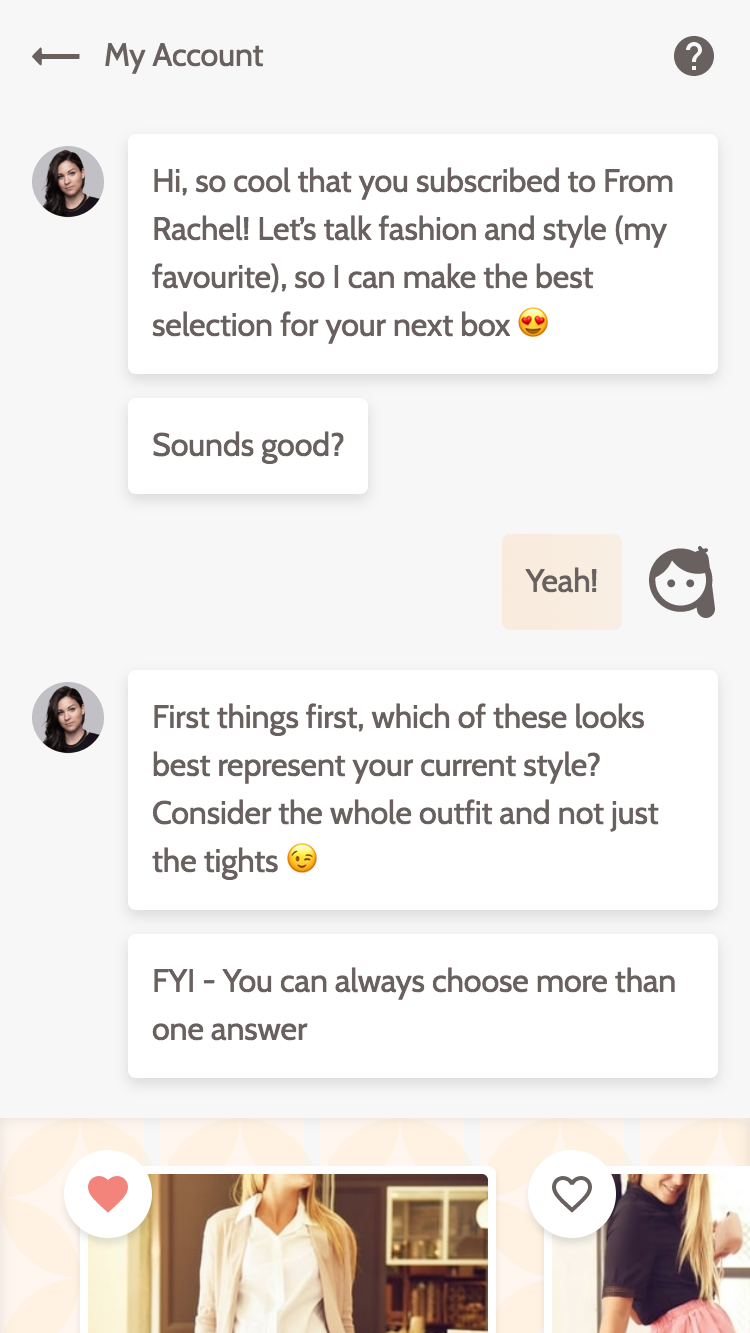 My Account
Hi, so cool that you subscribed to From
Rachel! Let’s talk fashion and style (my
favourite), so I can make the best
selection for your next box 😍
Sounds good?
Yeah!
First things first, which of these looks
best represent your current style?
Consider the whole outfit and not just
the tights 😉
FYI - You can always choose more than
one answer